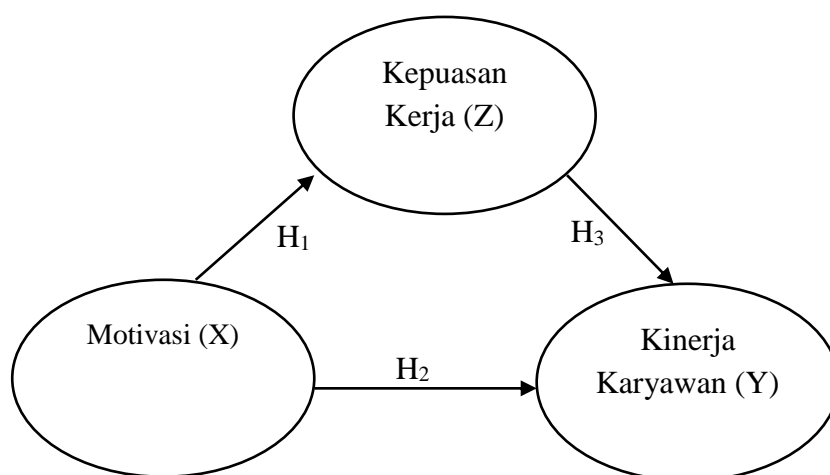 Kepuasan
Kerja (Z)
H₁
H₃
Motivasi (X)
H₂
Kinerja
Karyawan (Y)